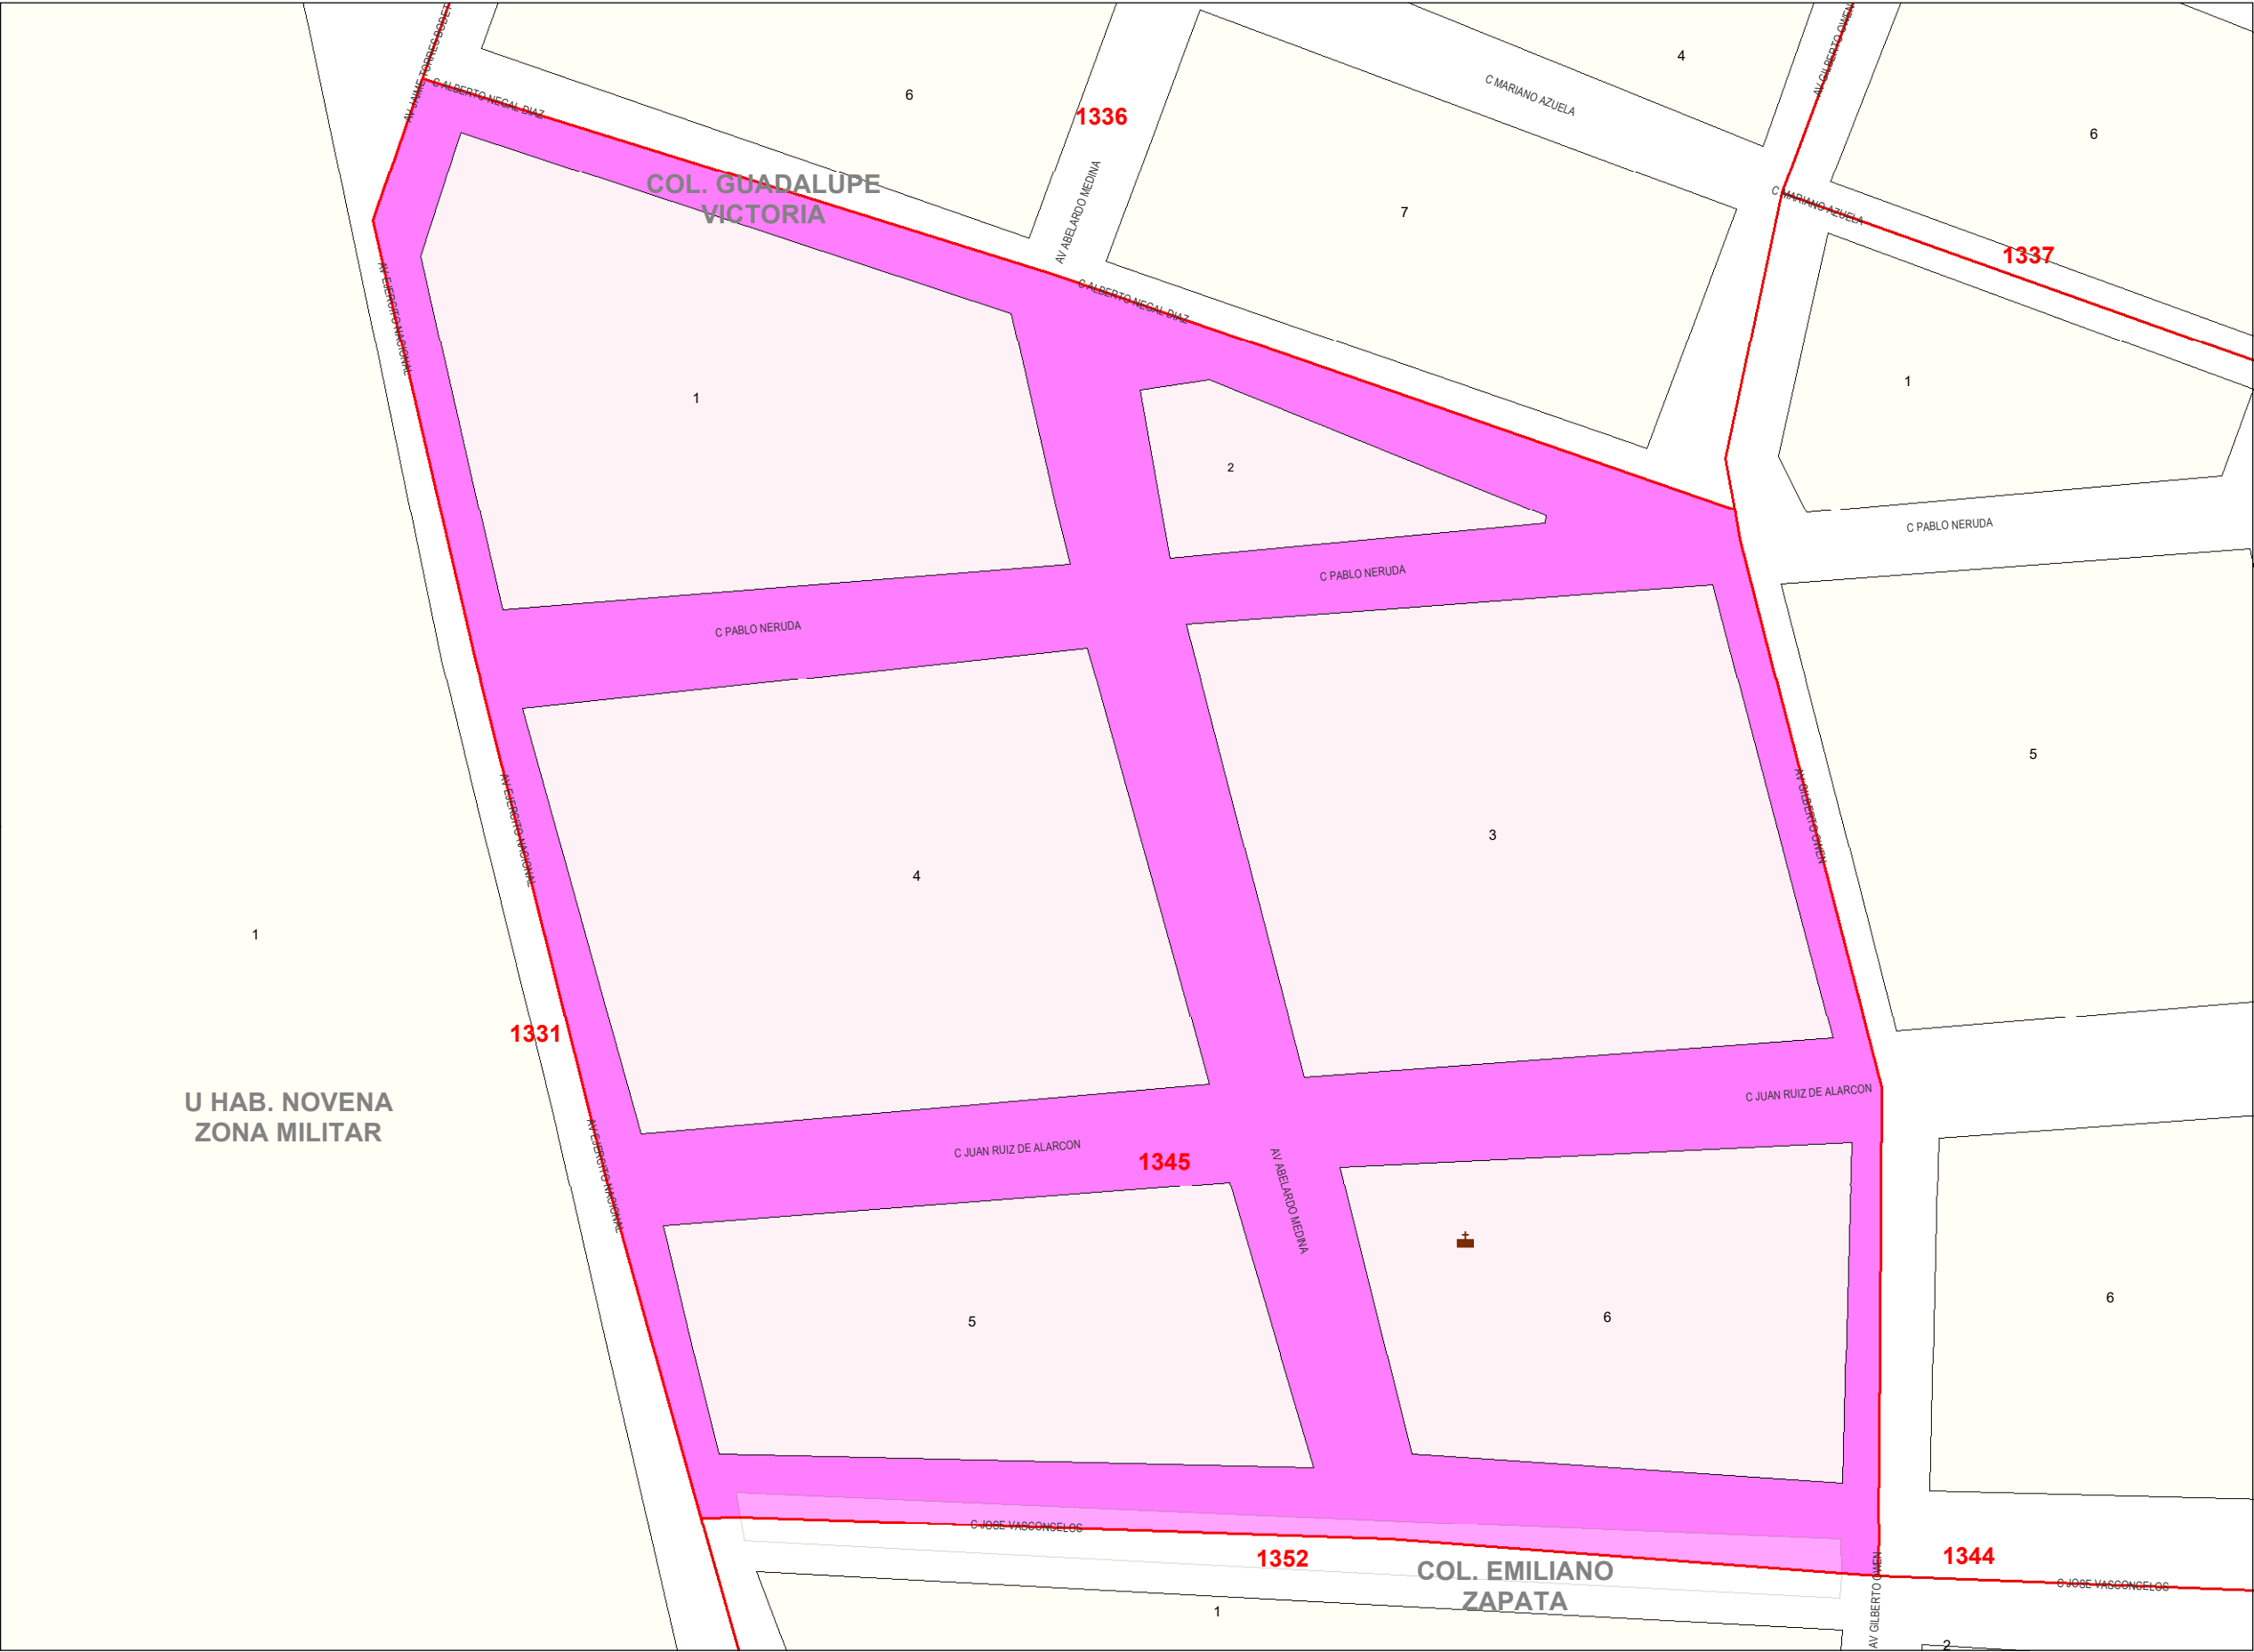 AV JAIME TORRES BODET
C ALBERTO NEGAL DIAZ
6
1336
AV ABELARDO MEDINA
C MARIANO AZUELA
4
AV GILBERTO OWEN
6
COL. GUADALUPE
VICTORIA
7
C MARIANO AZUELA
1337
AV EJERCITO NACIONAL
C ALBERTO NEGAL DIAZ
1
1
2
C PABLO NERUDA
C PABLO NERUDA
C PABLO NERUDA
5
AV EJERCITO NACIONAL
AV GILBERTO OWEN
3
4
1
1331
U HAB. NOVENA
ZONA MILITAR
C JUAN RUIZ DE ALARCON
C JUAN RUIZ DE ALARCON
1345
AV EJERCITO NACIONAL
AV ABELARDO MEDINA
5
6
6
C JOSE VASCONSELOS
1352
COL. EMILIANO
ZAPATA
1344
C JOSE VASCONCELOS
AV GILBERTO OWEN
1
2